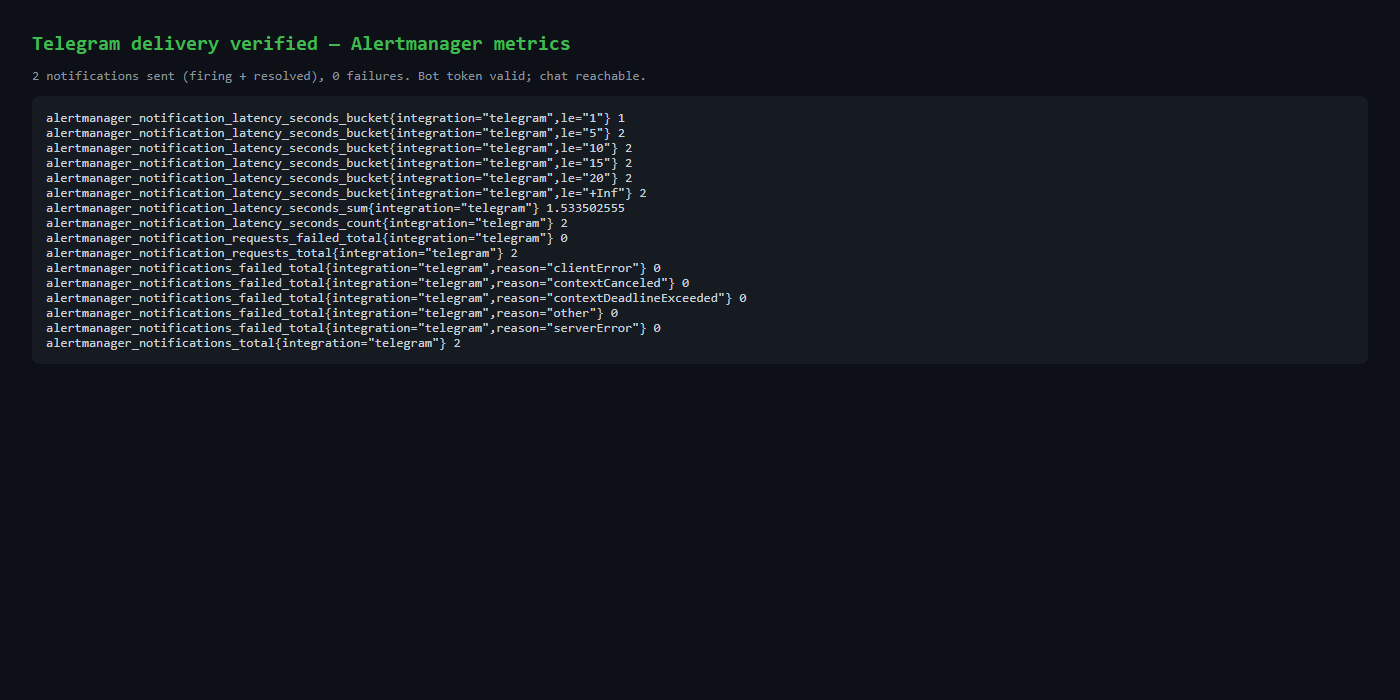 Telegram delivery verified — Alertmanager metrics
2 notifications sent (firing + resolved), 0 failures. Bot token valid; chat reachable.
alertmanager_notification_latency_seconds_bucket{integration="telegram",le="1"} 1
alertmanager_notification_latency_seconds_bucket{integration="telegram",le="5"} 2
alertmanager_notification_latency_seconds_bucket{integration="telegram",le="10"} 2
alertmanager_notification_latency_seconds_bucket{integration="telegram",le="15"} 2
alertmanager_notification_latency_seconds_bucket{integration="telegram",le="20"} 2
alertmanager_notification_latency_seconds_bucket{integration="telegram",le="+Inf"} 2
alertmanager_notification_latency_seconds_sum{integration="telegram"} 1.533502555
alertmanager_notification_latency_seconds_count{integration="telegram"} 2
alertmanager_notification_requests_failed_total{integration="telegram"} 0
alertmanager_notification_requests_total{integration="telegram"} 2
alertmanager_notifications_failed_total{integration="telegram",reason="clientError"} 0
alertmanager_notifications_failed_total{integration="telegram",reason="contextCanceled"} 0
alertmanager_notifications_failed_total{integration="telegram",reason="contextDeadlineExceeded"} 0
alertmanager_notifications_failed_total{integration="telegram",reason="other"} 0
alertmanager_notifications_failed_total{integration="telegram",reason="serverError"} 0
alertmanager_notifications_total{integration="telegram"} 2